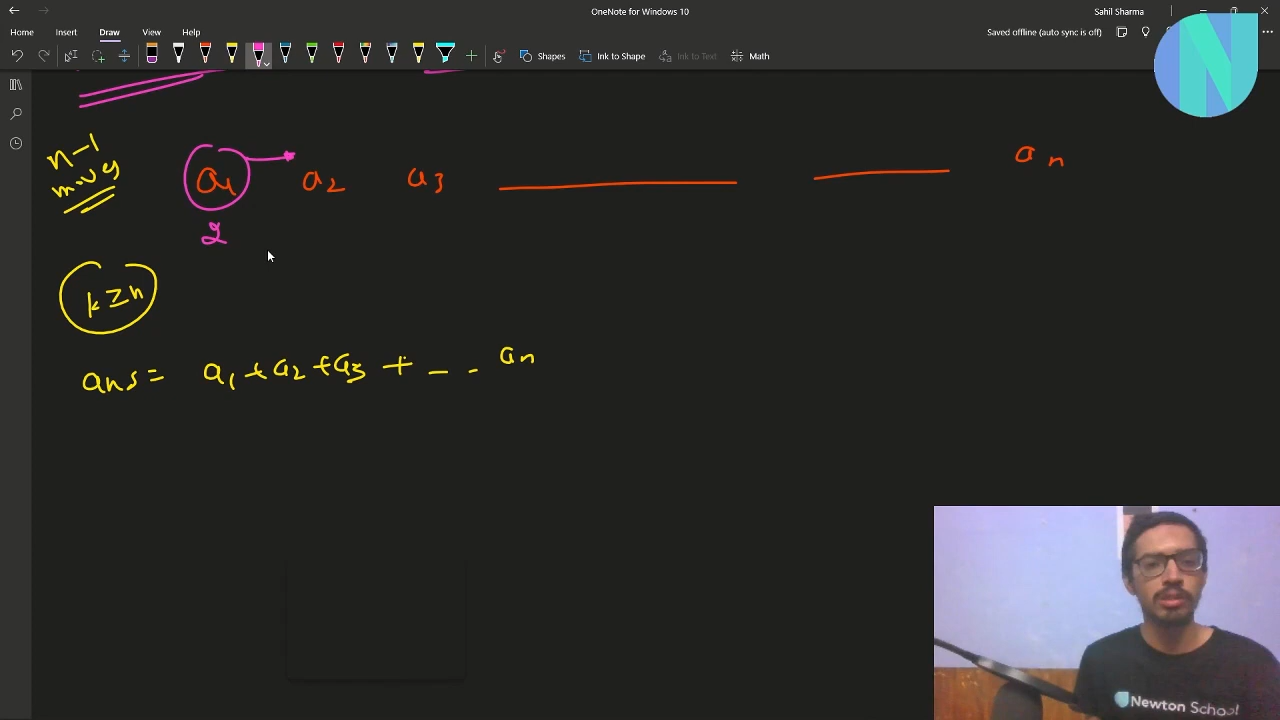 OneNote for Windows 10
Sahil Sharma
Home Insert Draw View Help
Saved offline (auto sync is off)
Shapes Ink to Shape Ink to Text Math
n-1
moves
a1 a2 a3 an
2
k≥n
ans = a1 + a2 + a3 + - - an
Newton School